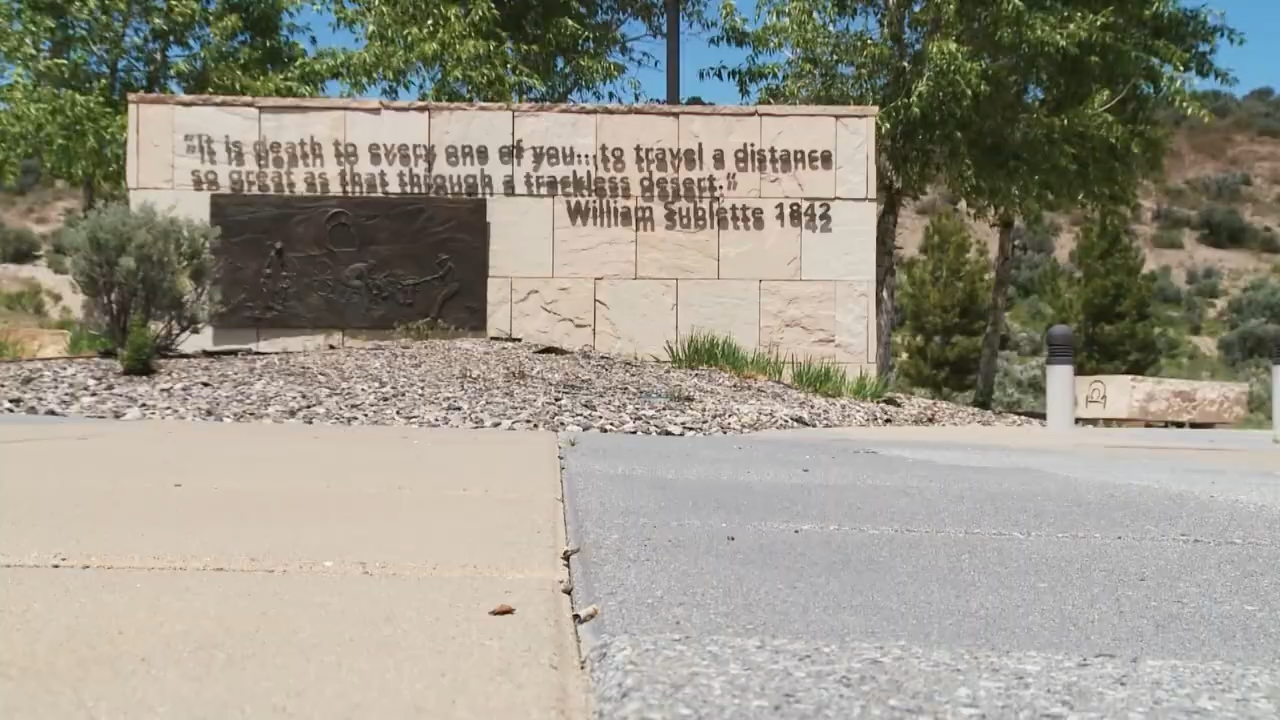 "It is death to every one of you...to travel a distance
so great as that through a trackless desert."
William Sublette 1842